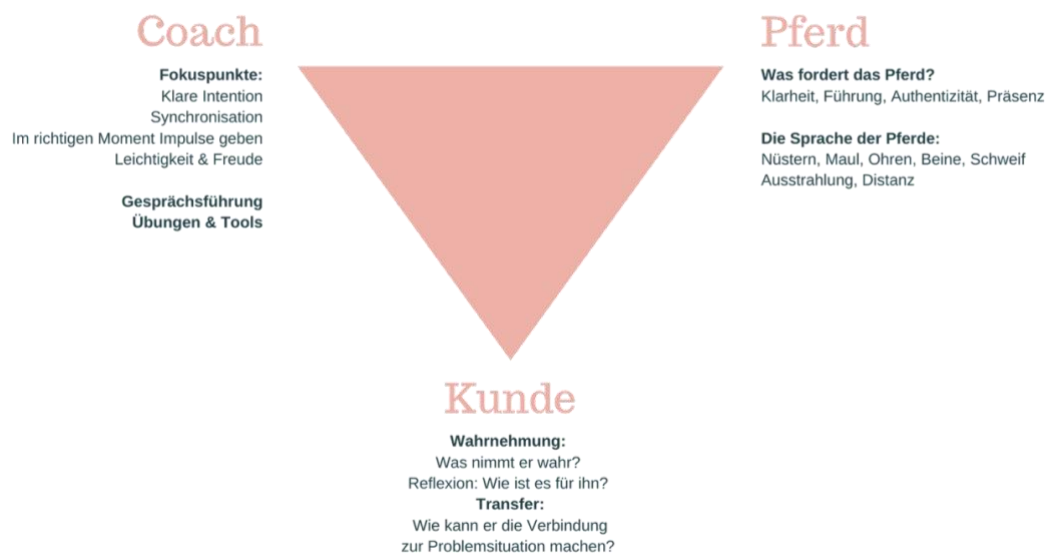 Coach
Fokuspunkte:
Klare Intention
Synchronisation
Im richtigen Moment Impulse geben
Leichtigkeit & Freude
Gesprächsführung
Übungen & Tools
Pferd
Was fordert das Pferd?
Klarheit, Führung, Authentizität, Präsenz
Die Sprache der Pferde:
Nüstern, Maul, Ohren, Beine, Schweif
Ausstrahlung, Distanz
Kunde
Wahrnehmung:
Was nimmt er wahr?
Reflexion: Wie ist es für ihn?
Transfer:
Wie kann er die Verbindung
zur Problemsituation machen?